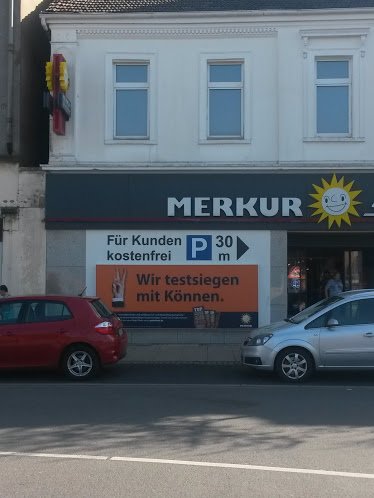 MERKUR
Für Kunden P 30
kostenfrei m
Wir testsiegen
mit Können.